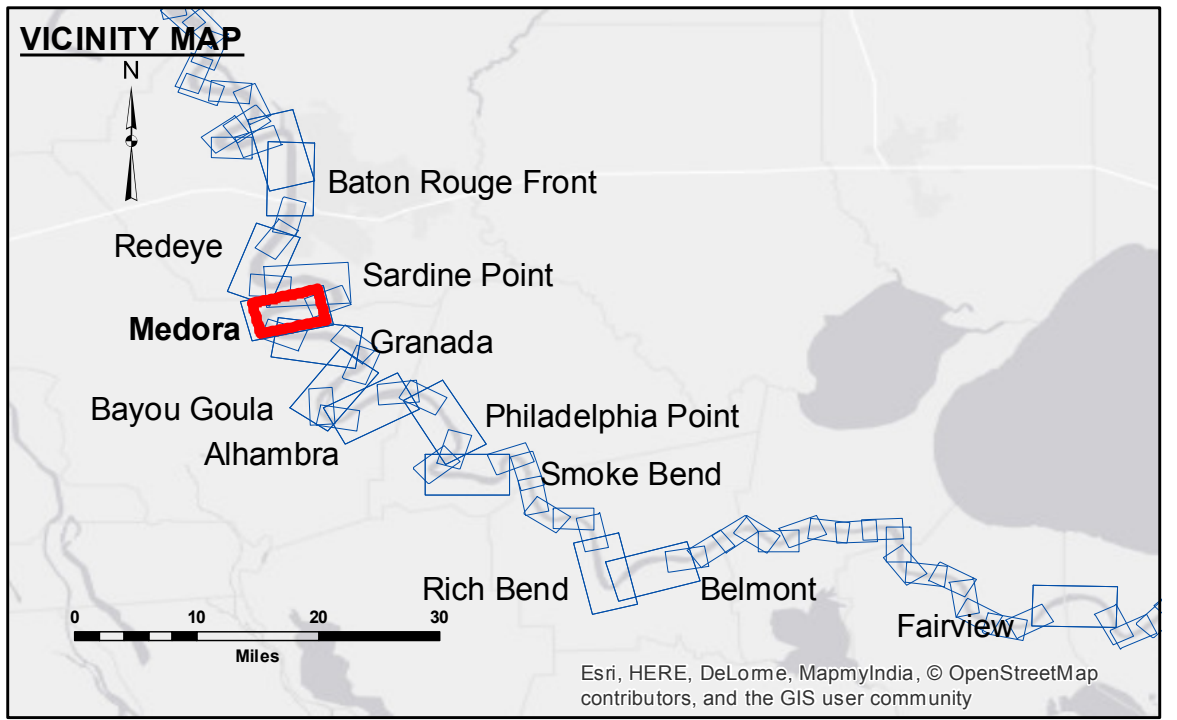 VICINITY MAP
N
Baton Rouge Front
Redeye
Sardine Point
Medora
Granada
Bayou Goula
Philadelphia Point
Alhambra
Smoke Bend
Rich Bend
Belmont
Fairview
0 10 20 30
Miles
Esri, HERE, DeLorme, MapmyIndia, © OpenStreetMap
contributors, and the GIS user community